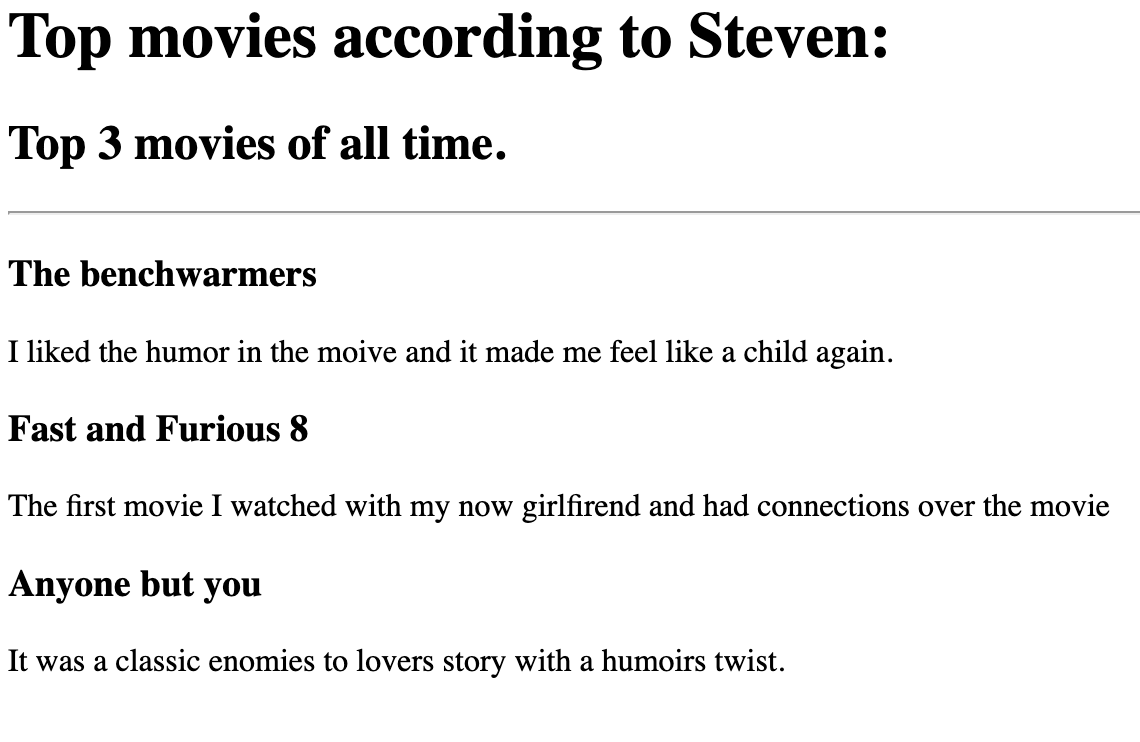 Top movies according to Steven:
Top 3 movies of all time.
The benchwarmers
I liked the humor in the moive and it made me feel like a child again.
Fast and Furious 8
The first movie I watched with my now girlfirend and had connections over the movie
Anyone but you
It was a classic enomies to lovers story with a humoirs twist.